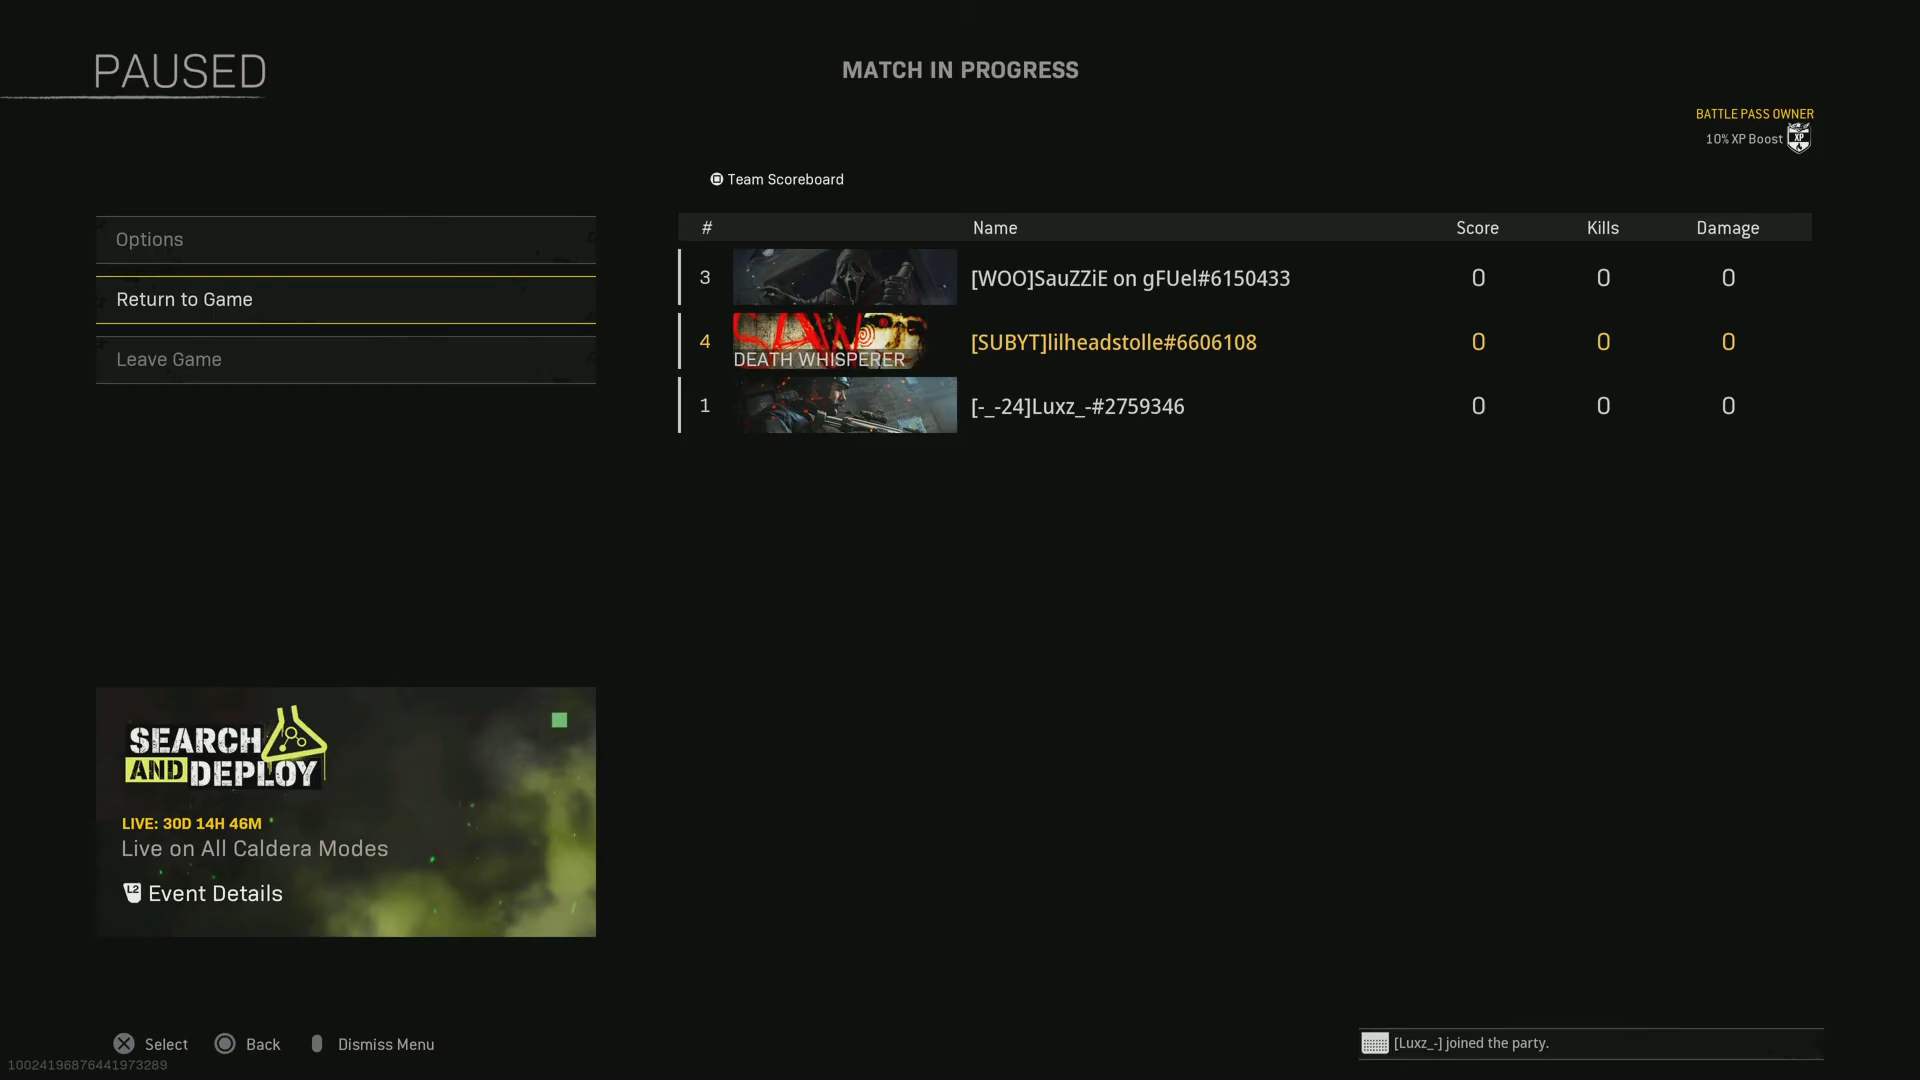 PAUSED
MATCH IN PROGRESS
BATTLE PASS OWNER
10% XP Boost XP
Team Scoreboard
Options
Return to Game
Leave Game
# Name Score Kills Damage
3 [WOO]SauZZiE on gFUel#6150433 0 0 0
4 SAW DEATH WHISPERER [SUBYT]lilheadstolle#6606108 0 0 0
1 [-_-24]Luxz_-#2759346 0 0 0
SEARCH
AND DEPLOY
LIVE: 30D 14H 46M
Live on All Caldera Modes
L2 Event Details
Select Back Dismiss Menu
[Luxz_-] joined the party.
10024196876441973289